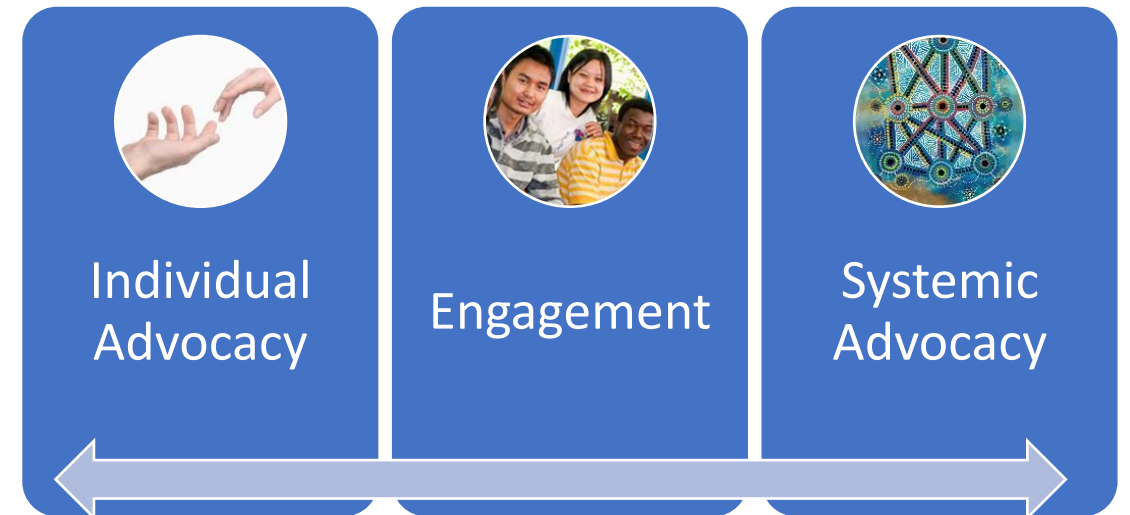 Individual
Advocacy
Engagement
Systemic
Advocacy